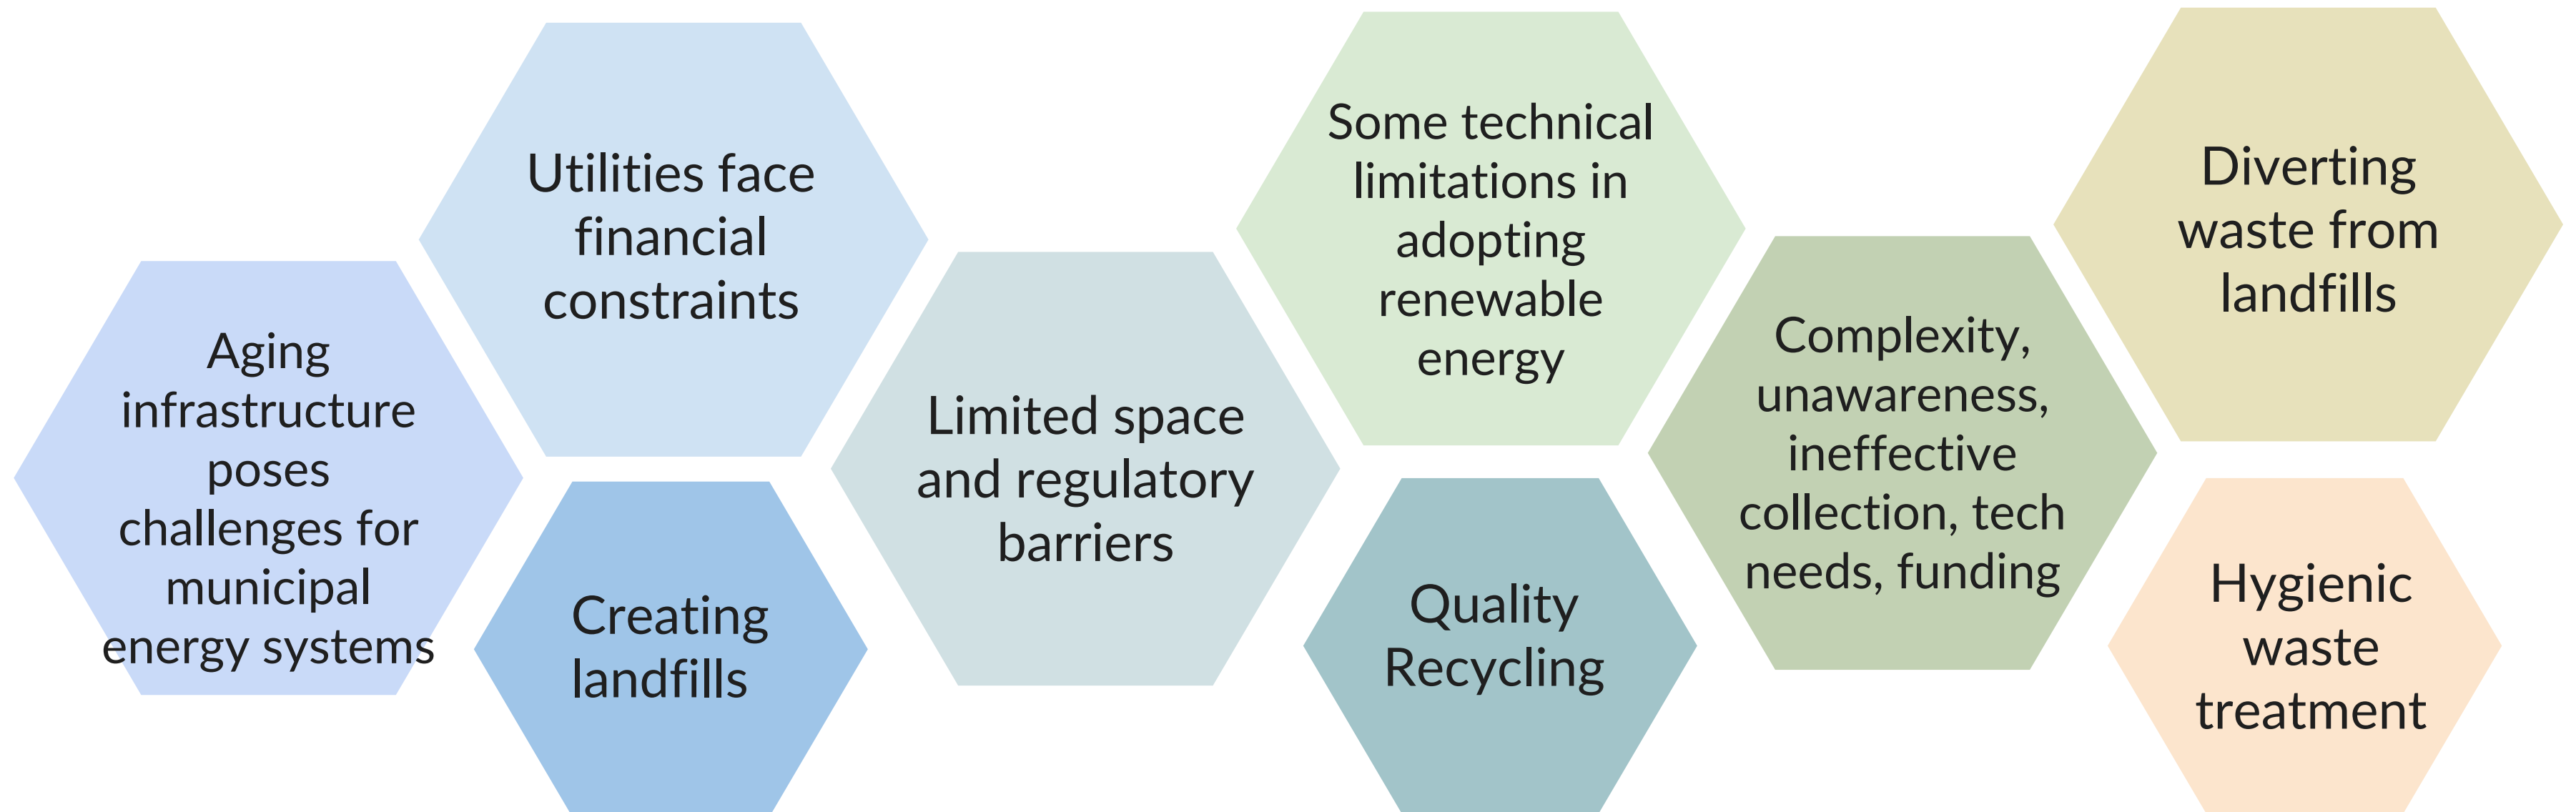 Aging
infrastructure
poses
challenges for
municipal
energy systems
Utilities face
financial
constraints
Creating
landfills
Limited space
and regulatory
barriers
Some technical
limitations in
adopting
renewable
energy
Quality
Recycling
Complexity,
unawareness,
ineffective
collection, tech
needs, funding
Diverting
waste from
landfills
Hygienic
waste
treatment